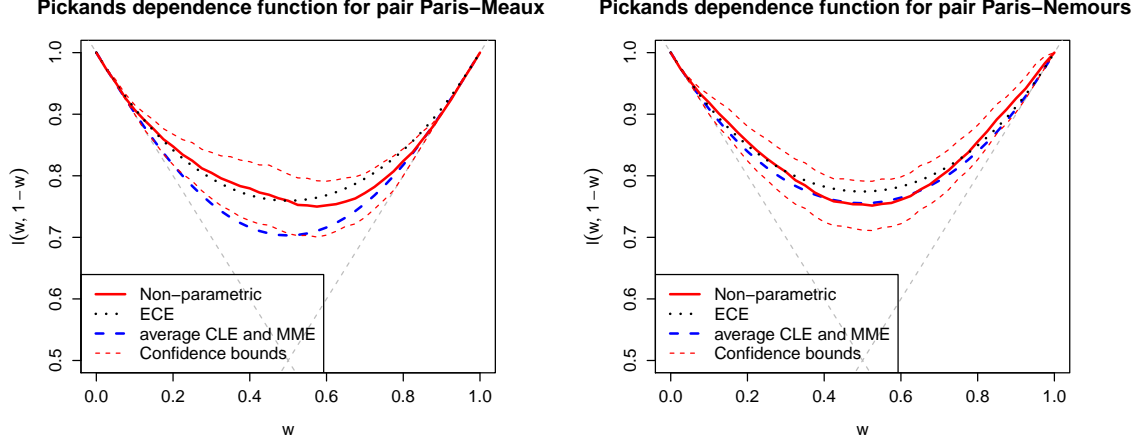 Pickands dependence function for pair Paris−Meaux
l(w, 1 − w)
1.0
0.9
0.8
0.7
0.6
0.5
Non−parametric
ECE
average CLE and MME
Confidence bounds
0.0 0.2 0.4 0.6 0.8 1.0
w
Pickands dependence function for pair Paris−Nemours
l(w, 1 − w)
1.0
0.9
0.8
0.7
0.6
0.5
Non−parametric
ECE
average CLE and MME
Confidence bounds
0.0 0.2 0.4 0.6 0.8 1.0
w